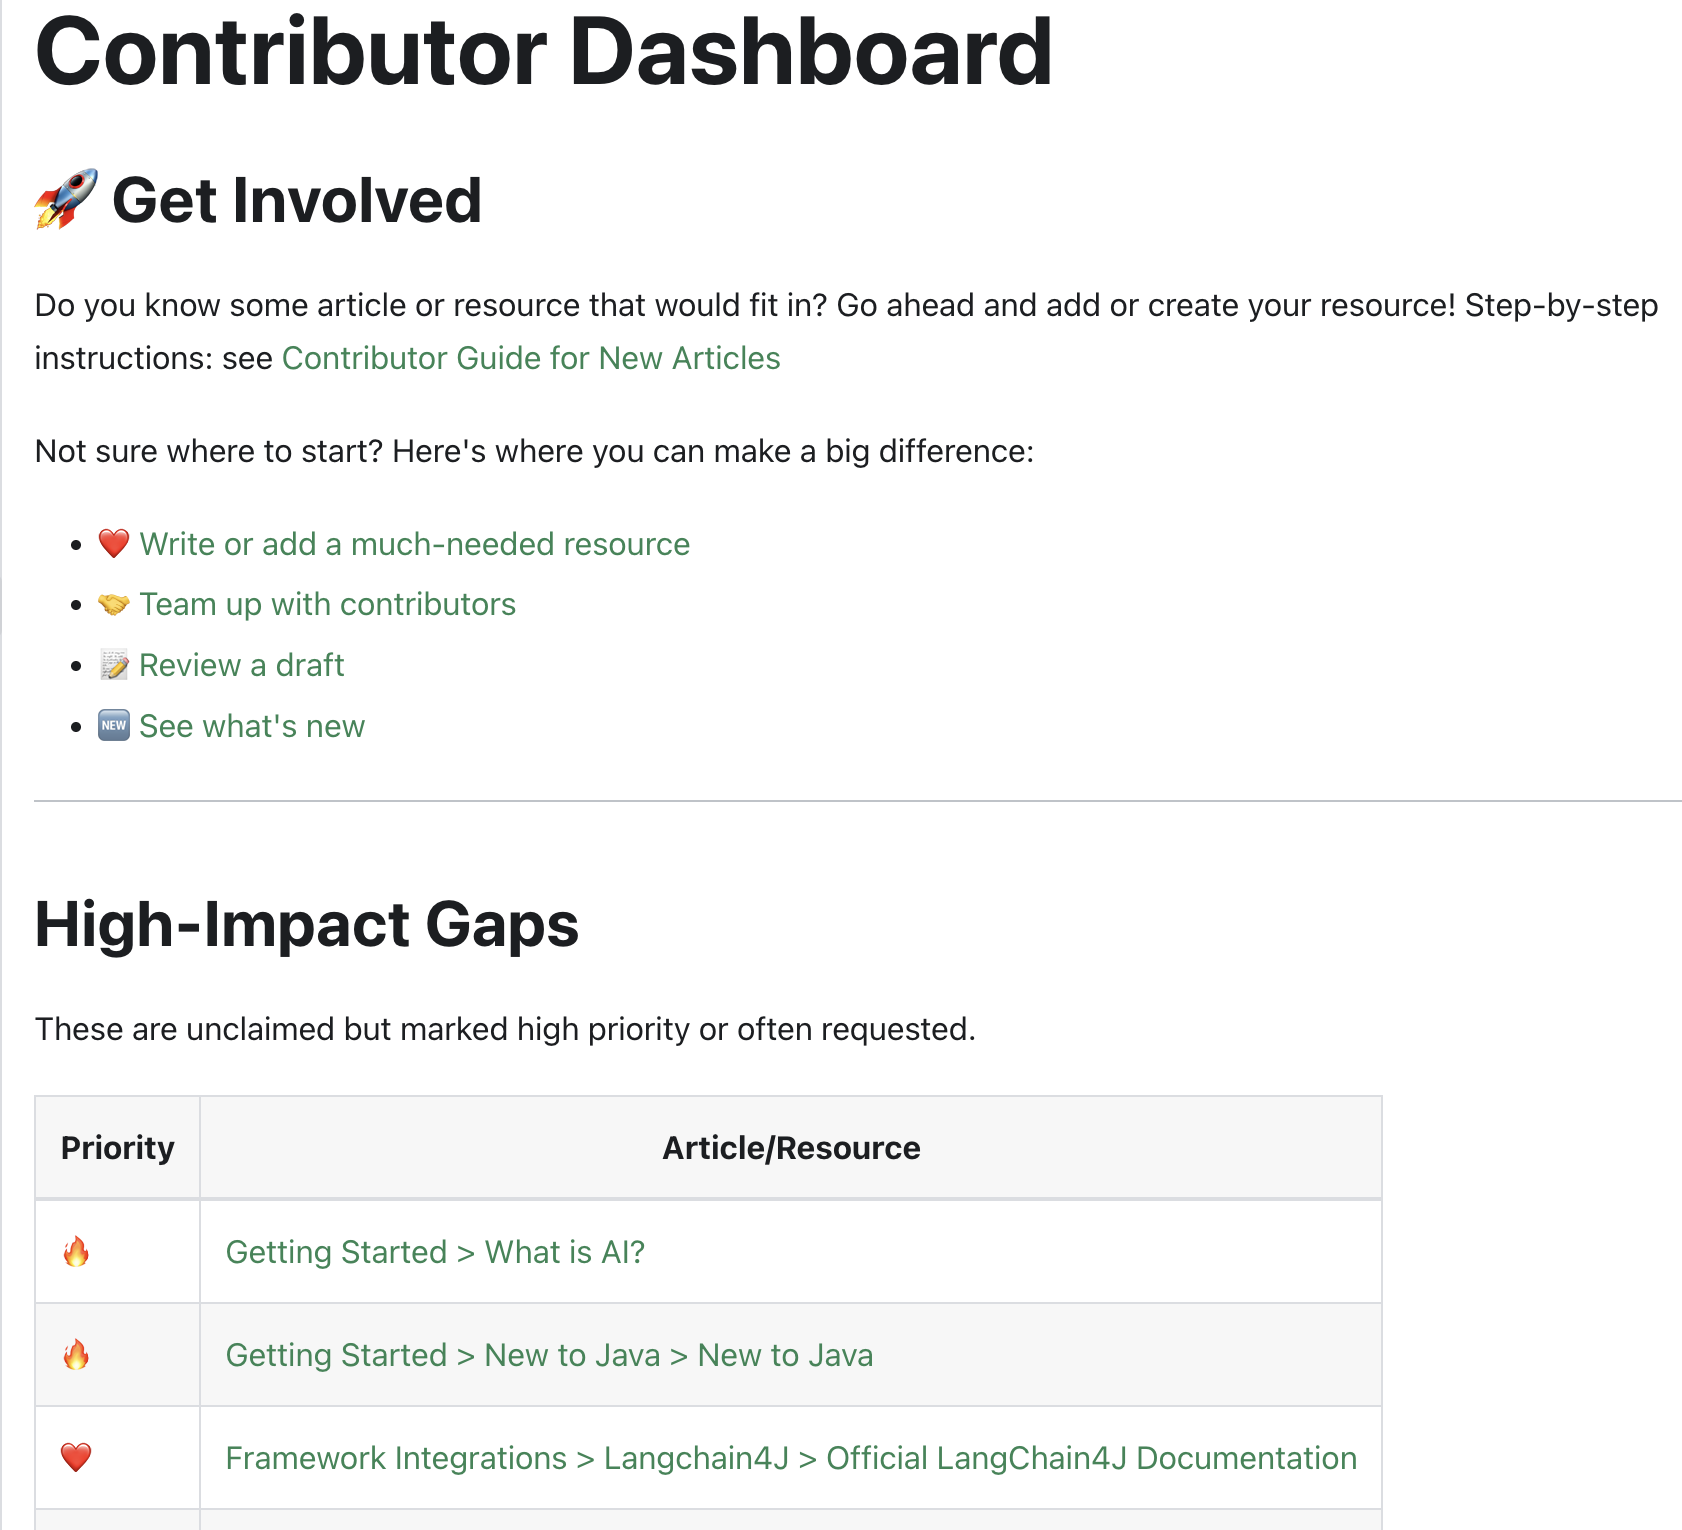 Contributor Dashboard
🚀 Get Involved
Do you know some article or resource that would fit in? Go ahead and add or create your resource! Step-by-step
instructions: see Contributor Guide for New Articles
Not sure where to start? Here's where you can make a big difference:
• ❤️ Write or add a much-needed resource
• 🤝 Team up with contributors
• 📝 Review a draft
• 🆕 See what's new
High-Impact Gaps
These are unclaimed but marked high priority or often requested.
Priority Article/Resource
🔥 Getting Started > What is AI?
🔥 Getting Started > New to Java > New to Java
❤️ Framework Integrations > Langchain4J > Official LangChain4J Documentation